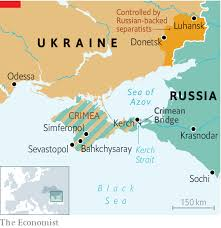 Controlled by
Russian-backed
separatists
Luhansk
UKRAINE
Donetsk
Odessa
Sea of
Azov
RUSSIA
CRIMEA
Kerch
Crimean
Bridge
Simferopol
Krasnodar
Sevastopol
Bahkchysaray
Kerch
Strait
Sochi
Black
Sea
150 km
The Economist